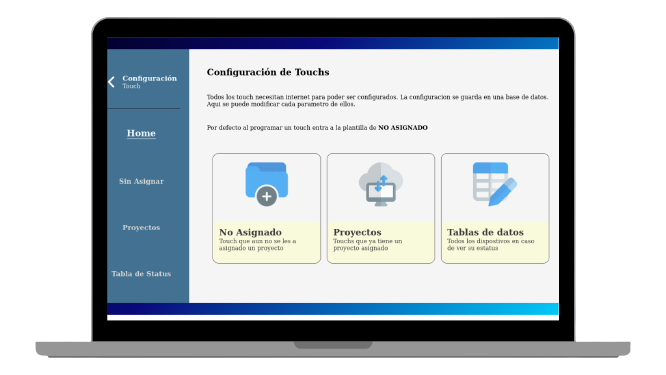 Configuración
Touch
Home
Sin Asignar
Proyectos
Tabla de Status
Configuración de Touchs
Todos los touch necesitan internet para poder ser configurados. La configuracion se guarda en una base de datos.
Aqui se puede modificar cada parametro de ellos.
Por defecto al programar un touch entra a la plantilla de NO ASIGNADO
No Asignado
Touch que aun no se les a
asignado un proyecto
Proyectos
Touchs que ya tiene un
proyecto asignado
Tablas de datos
Todos los dispostivos en caso
de ver su estatus